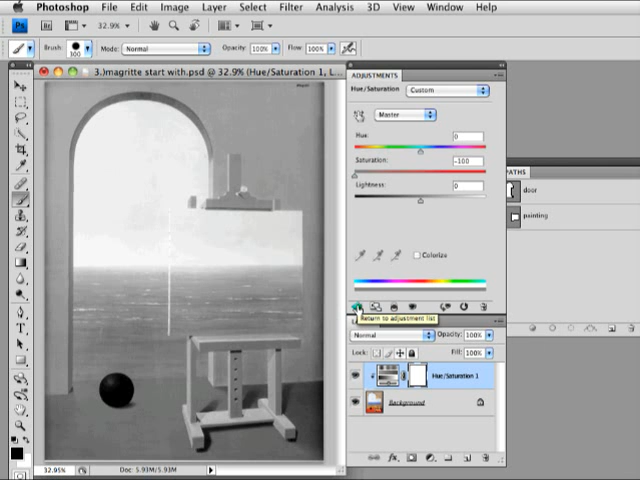 Photoshop File Edit Image Layer Select Filter Analysis 3D View Window Help
Ps Br 32.9%
Brush: 300 Mode: Normal Opacity: 100% Flow: 100%
3.)magritte start with.psd @ 32.9% (Hue/Saturation 1, L...
ADJUSTMENTS
Hue/Saturation Custom
Master
Hue: 0
Saturation: -100
Lightness: 0
Colorize
Return to adjustment list
Normal Opacity: 100%
Lock: Fill: 100%
Hue/Saturation 1
Background
PATHS
door
painting
32.95% Doc: 5.93M/5.93M